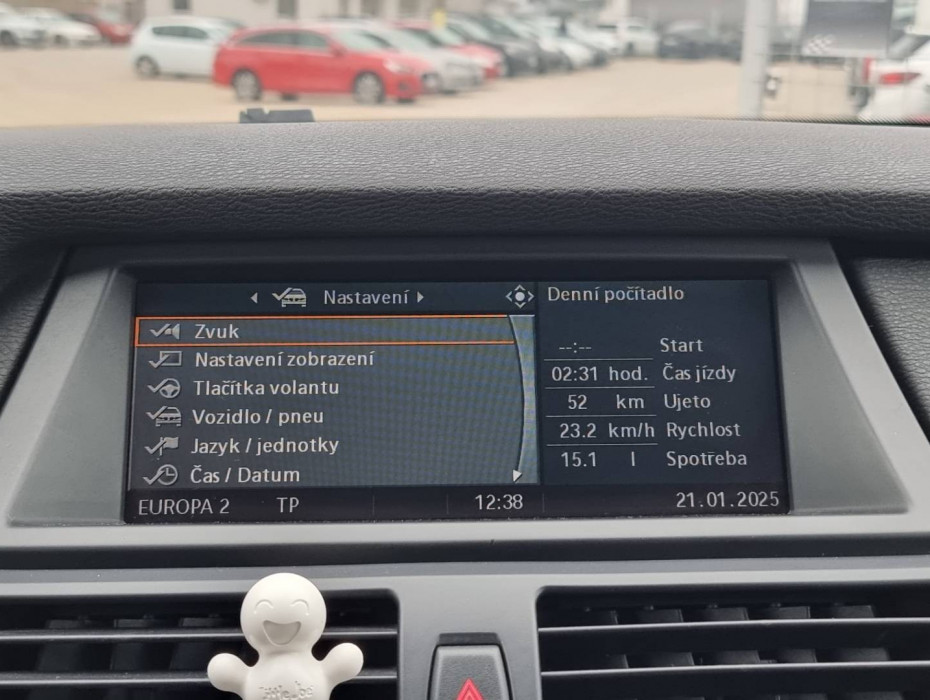 Nastavení
Denní počítadlo
Zvuk
Nastavení zobrazení
Tlačítka volantu
Vozidlo / pneu
Jazyk / jednotky
Čas / Datum
--:-- Start
02:31 hod. Čas jízdy
52 km Ujeto
23.2 km/h Rychlost
15.1 l Spotřeba
EUROPA 2 TP 12:38 21.01.2025